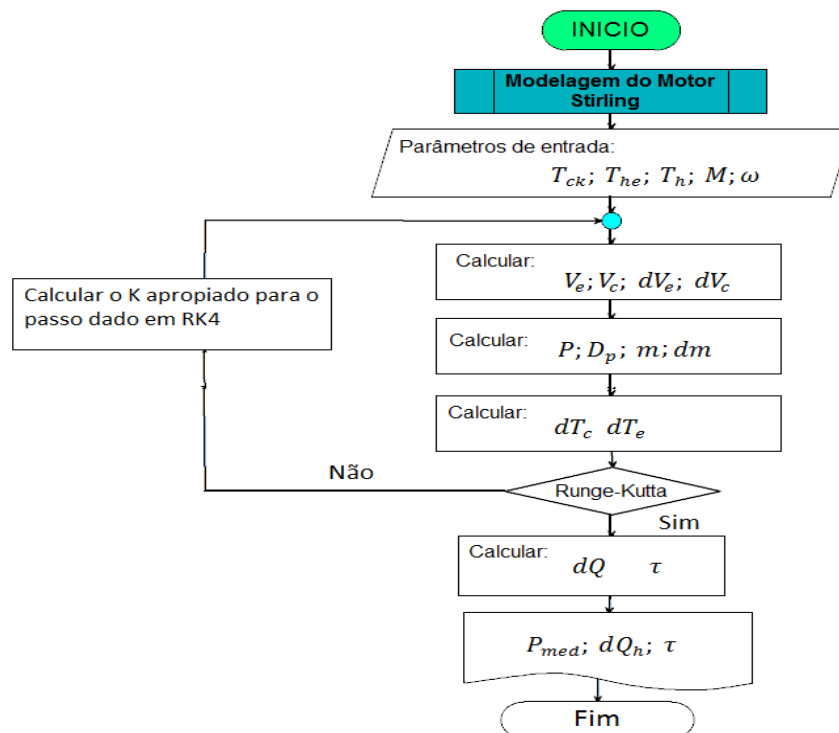 INICIO
Modelagem do Motor
Stirling
Parâmetros de entrada:
T_ck; T_he; T_h; M; ω
Calcular:
V_e; V_c; dV_e; dV_c
Calcular o K apropiado para o
passo dado em RK4
Calcular:
P; D_p; m; dm
Calcular:
dT_c dT_e
Não
Runge-Kutta
Sim
Calcular:
dQ τ
P_med; dQ_h; τ
Fim